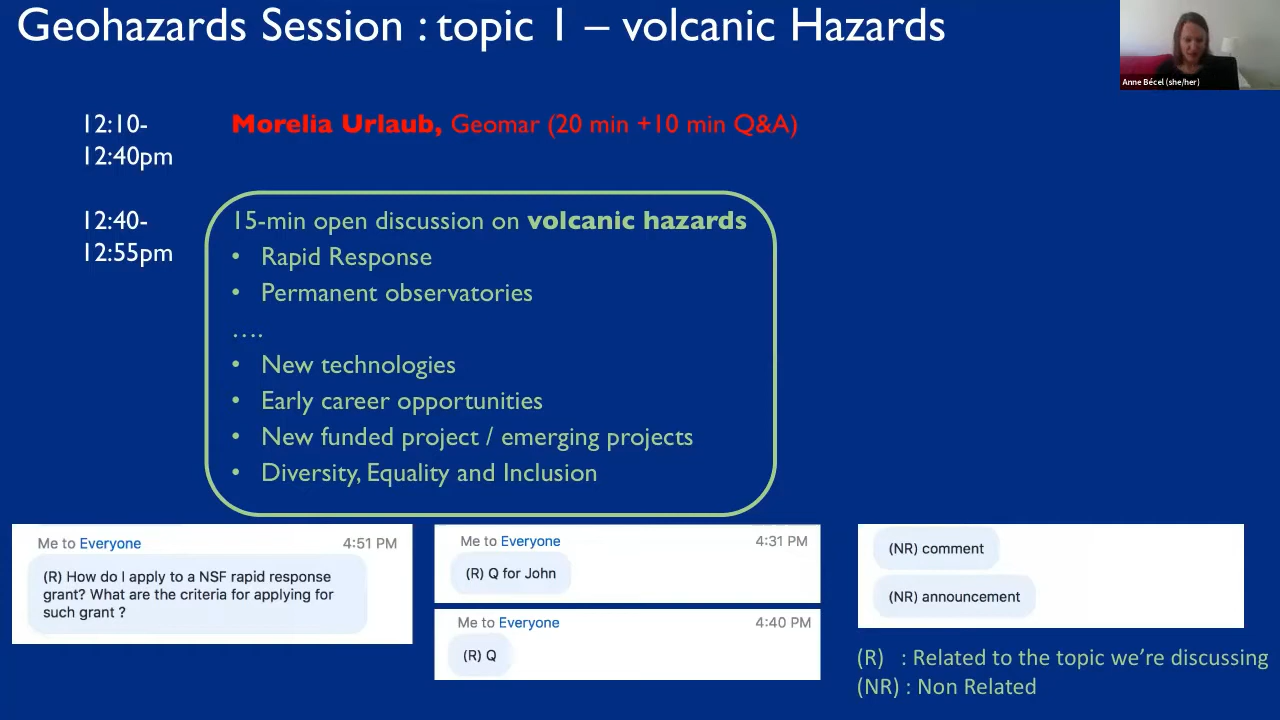 Geohazards Session : topic 1 – volcanic Hazards
Anne Bécel (she/her)
12:10-
12:40pm
Morelia Urlaub, Geomar (20 min +10 min Q&A)
12:40-
12:55pm
15-min open discussion on volcanic hazards
• Rapid Response
• Permanent observatories
….
• New technologies
• Early career opportunities
• New funded project / emerging projects
• Diversity, Equality and Inclusion
Me to Everyone 4:51 PM
(R) How do I apply to a NSF rapid response
grant? What are the criteria for applying for
such grant ?
Me to Everyone 4:31 PM
(R) Q for John
Me to Everyone 4:40 PM
(R) Q
(NR) comment
(NR) announcement
(R) : Related to the topic we’re discussing
(NR) : Non Related